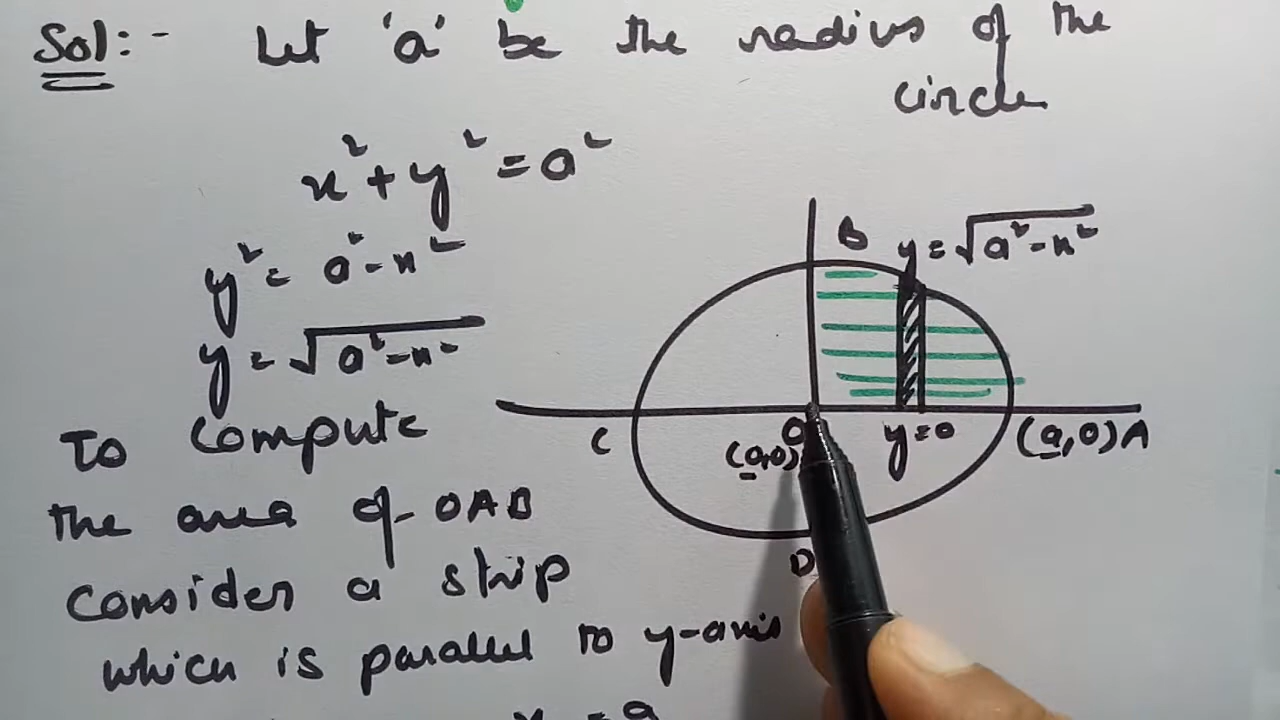 Sol:-  Let 'a' be the radius of the
circle
x² + y² = a²
y² = a² - x²
y = √a² - x²
To compute
the area of OAB
Consider a strip
which is parallel to y-axis
B
y = √a² - x²
C
O
(0,0)
y=0
(a,0)A
D